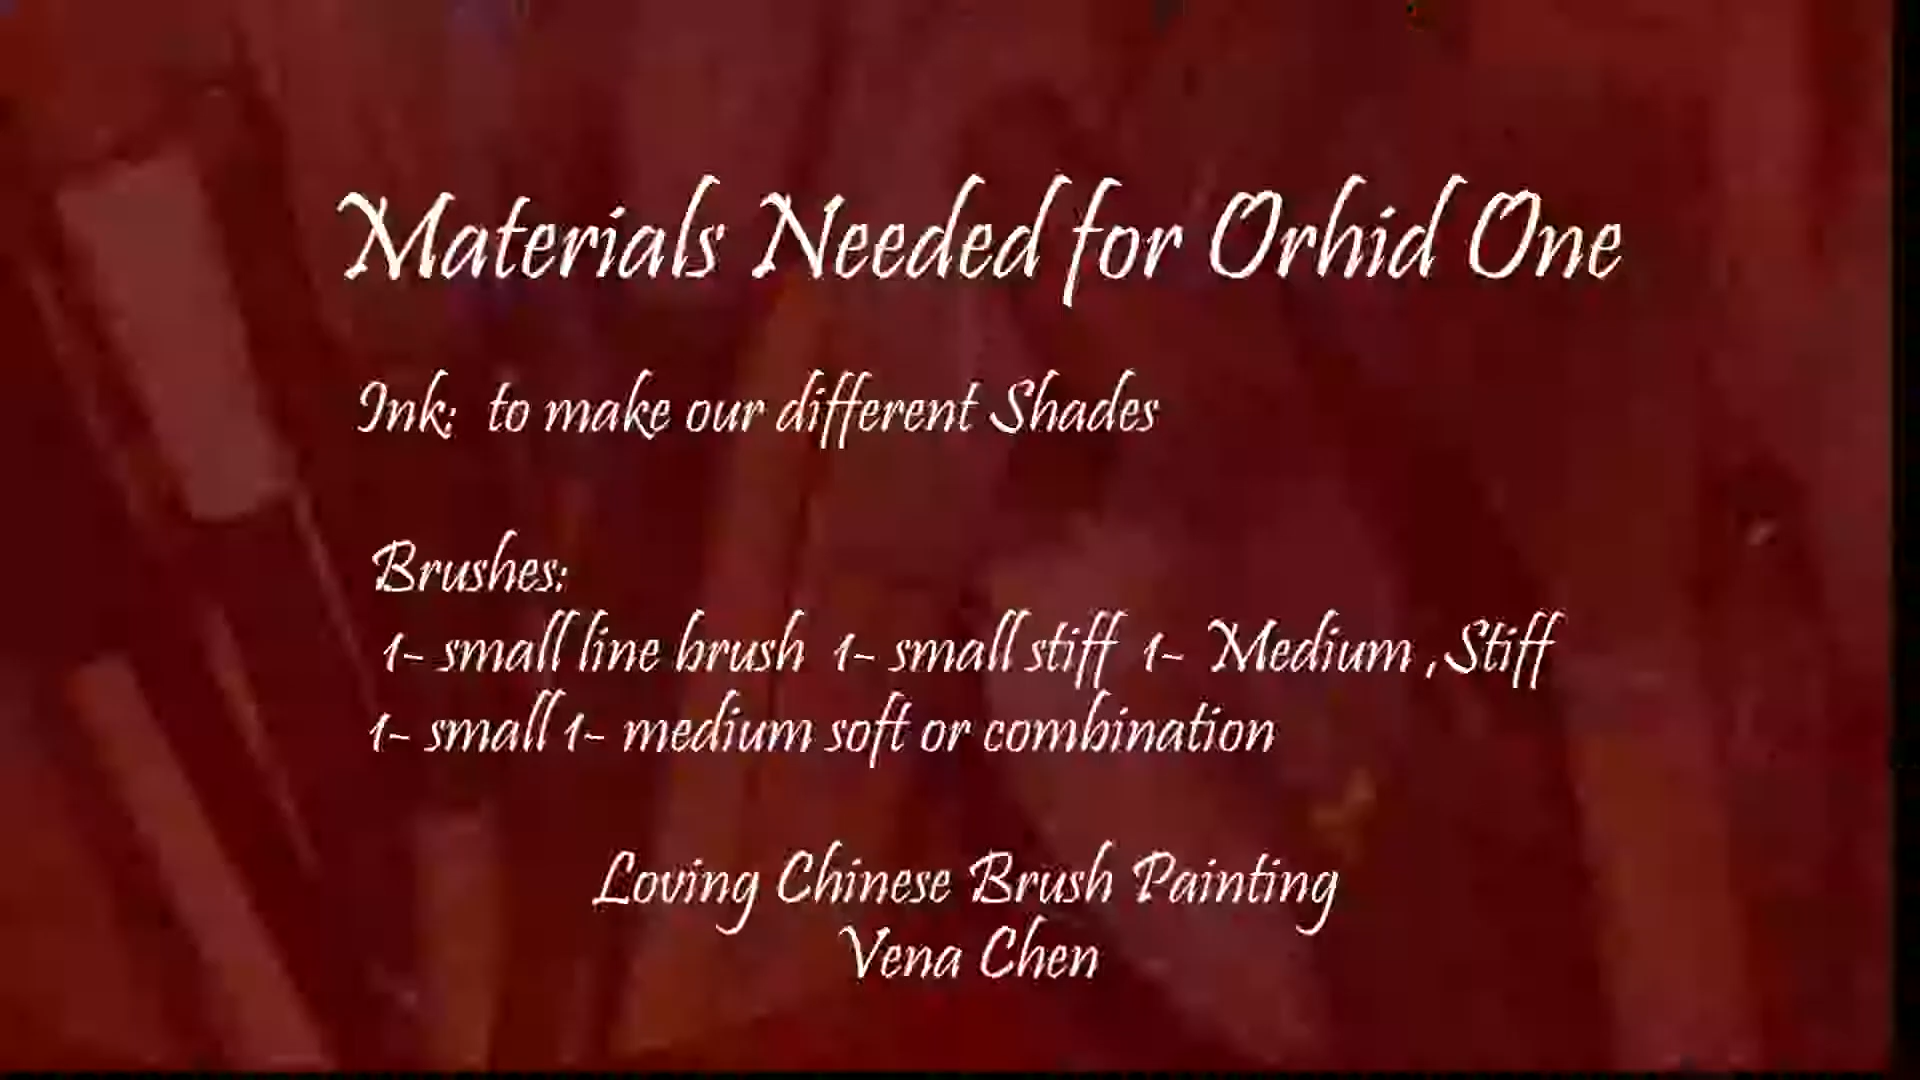 Materials Needed for Orhid One
Ink: to make our different Shades
Brushes:
1- small line brush 1- small stiff 1- Medium ,Stiff
1- small 1- medium soft or combination
Loving Chinese Brush Painting
Vena Chen